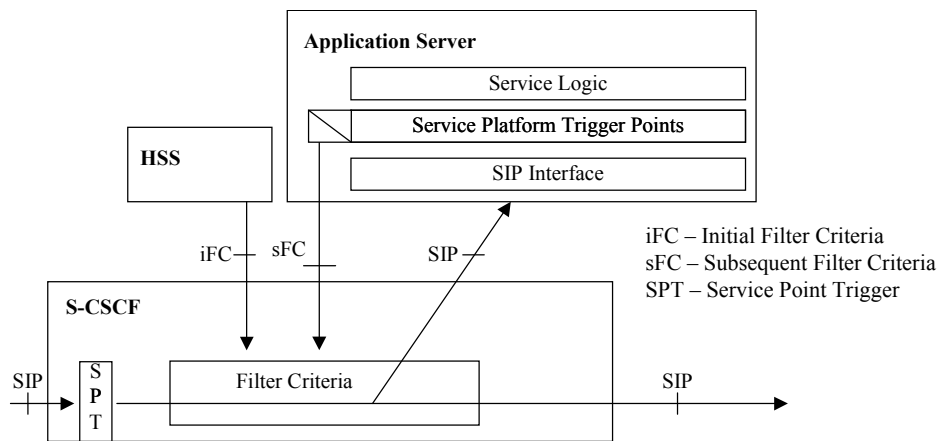 Application Server
Service Logic
Service Platform Trigger Points
SIP Interface
HSS
iFC
sFC
SIP
iFC – Initial Filter Criteria
sFC – Subsequent Filter Criteria
SPT – Service Point Trigger
S-CSCF
SIP
S
P
T
Filter Criteria
SIP